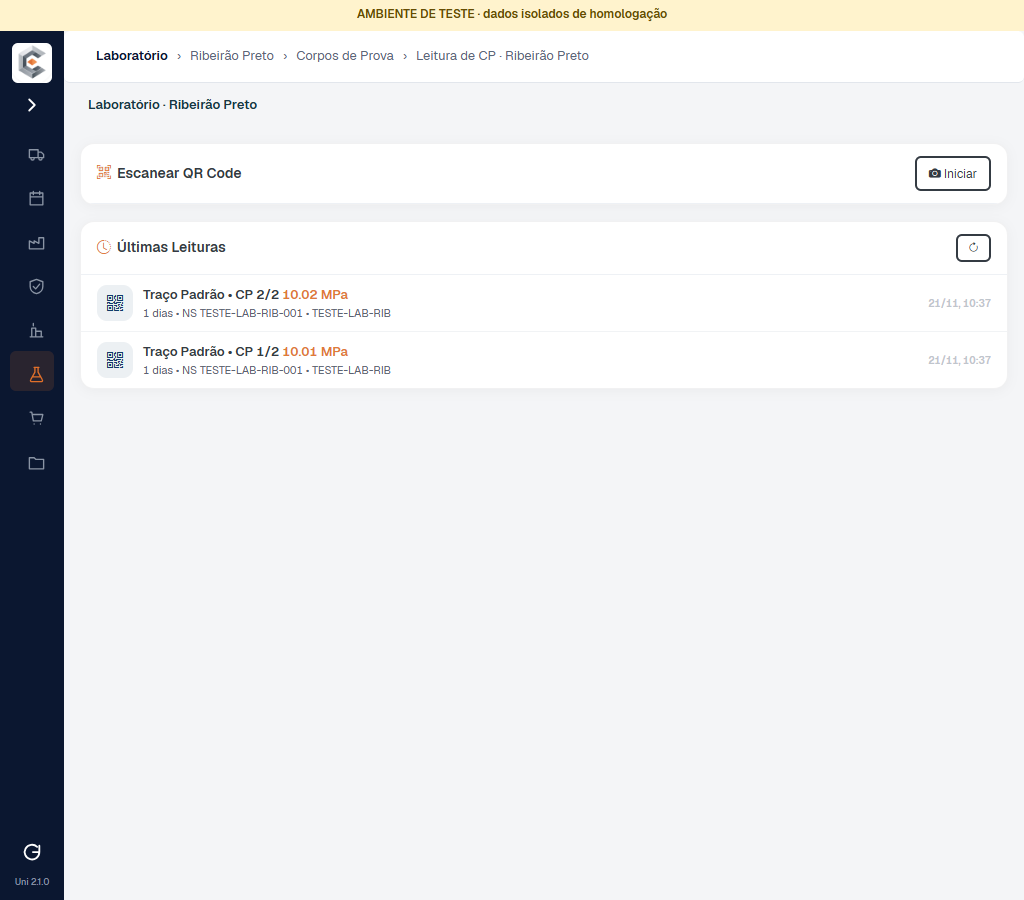 AMBIENTE DE TESTE · dados isolados de homologação
Laboratório › Ribeirão Preto › Corpos de Prova › Leitura de CP · Ribeirão Preto
Laboratório · Ribeirão Preto
Escanear QR Code
Iniciar
Últimas Leituras
Traço Padrão • CP 2/2 10.02 MPa
1 dias • NS TESTE-LAB-RIB-001 • TESTE-LAB-RIB
21/11, 10:37
Traço Padrão • CP 1/2 10.01 MPa
1 dias • NS TESTE-LAB-RIB-001 • TESTE-LAB-RIB
21/11, 10:37
Uni 2.1.0